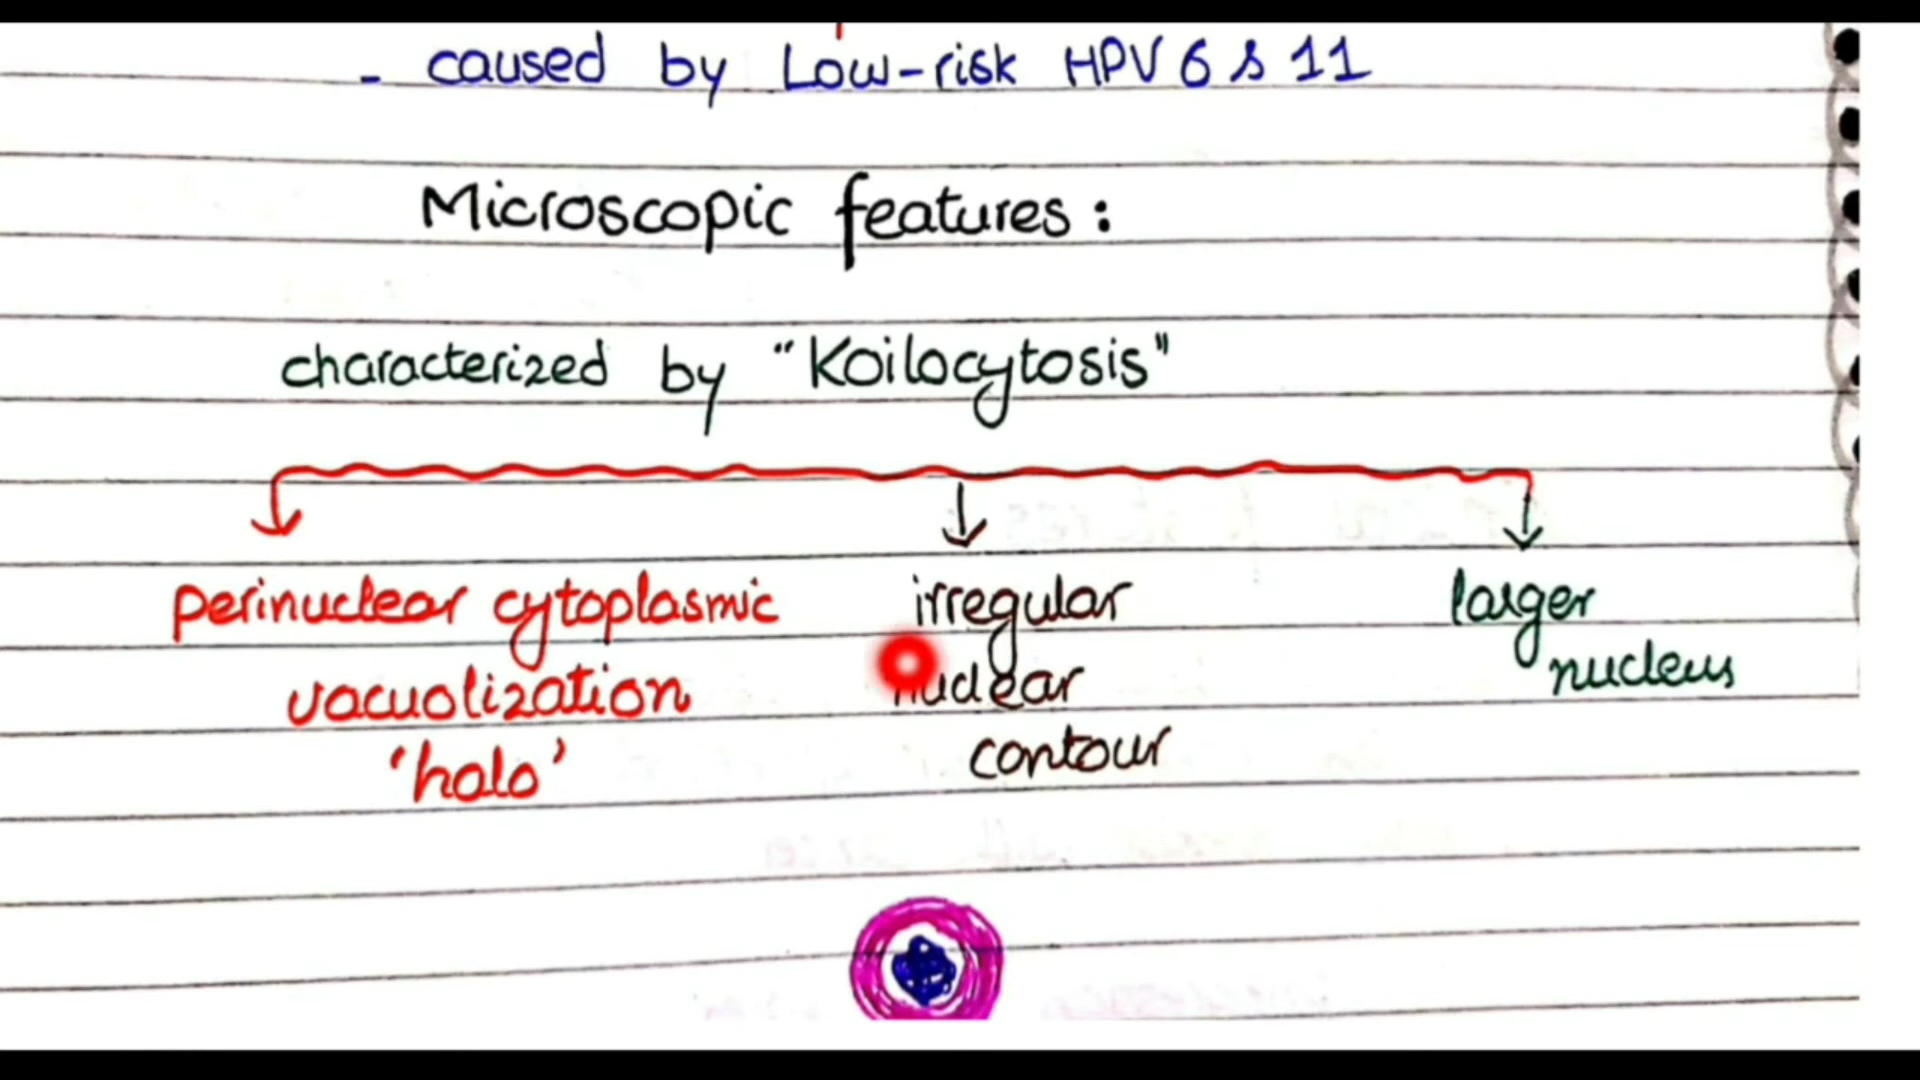 - caused by Low-risk HPV 6 & 11
Microscopic features:
characterized by "Koilocytosis"
perinuclear cytoplasmic
vacuolization
'halo'
irregular
nuclear
contour
larger
nucleus